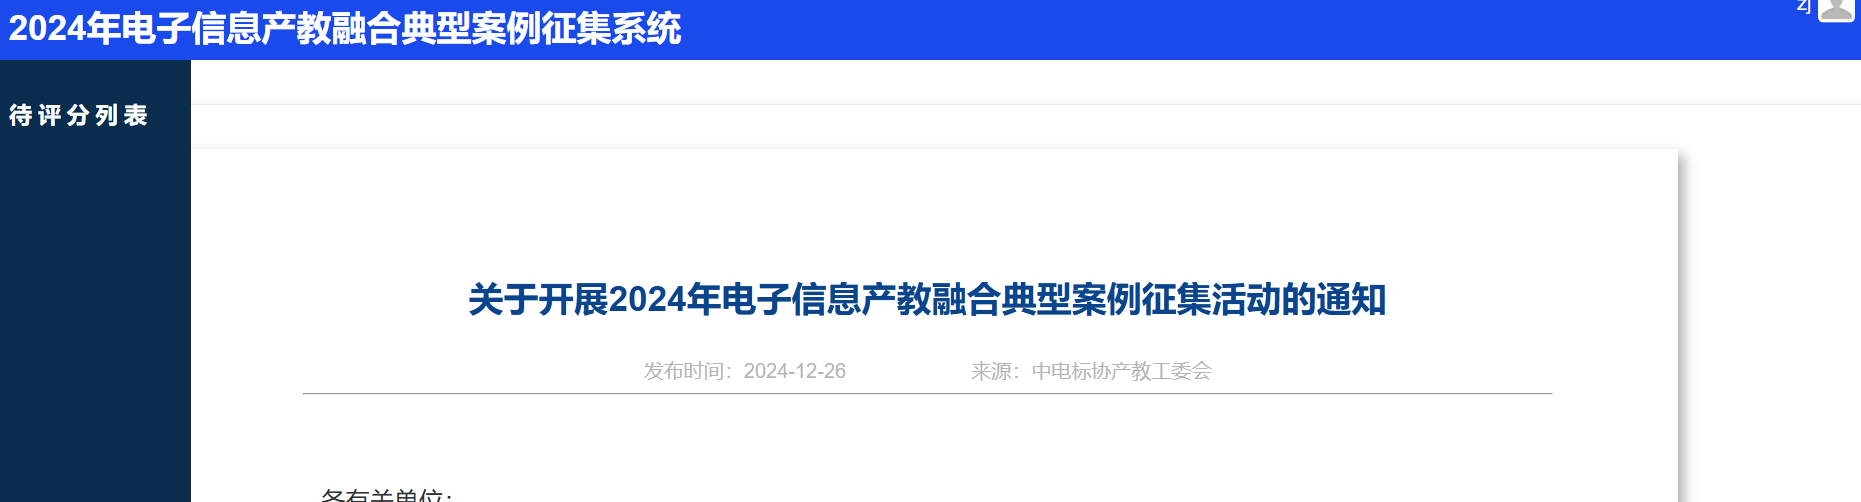 2024年电子信息产教融合典型案例征集系统
zj
待评分列表
关于开展2024年电子信息产教融合典型案例征集活动的通知
发布时间：2024-12-26 来源：中电标协产教工委会
各有关单位：